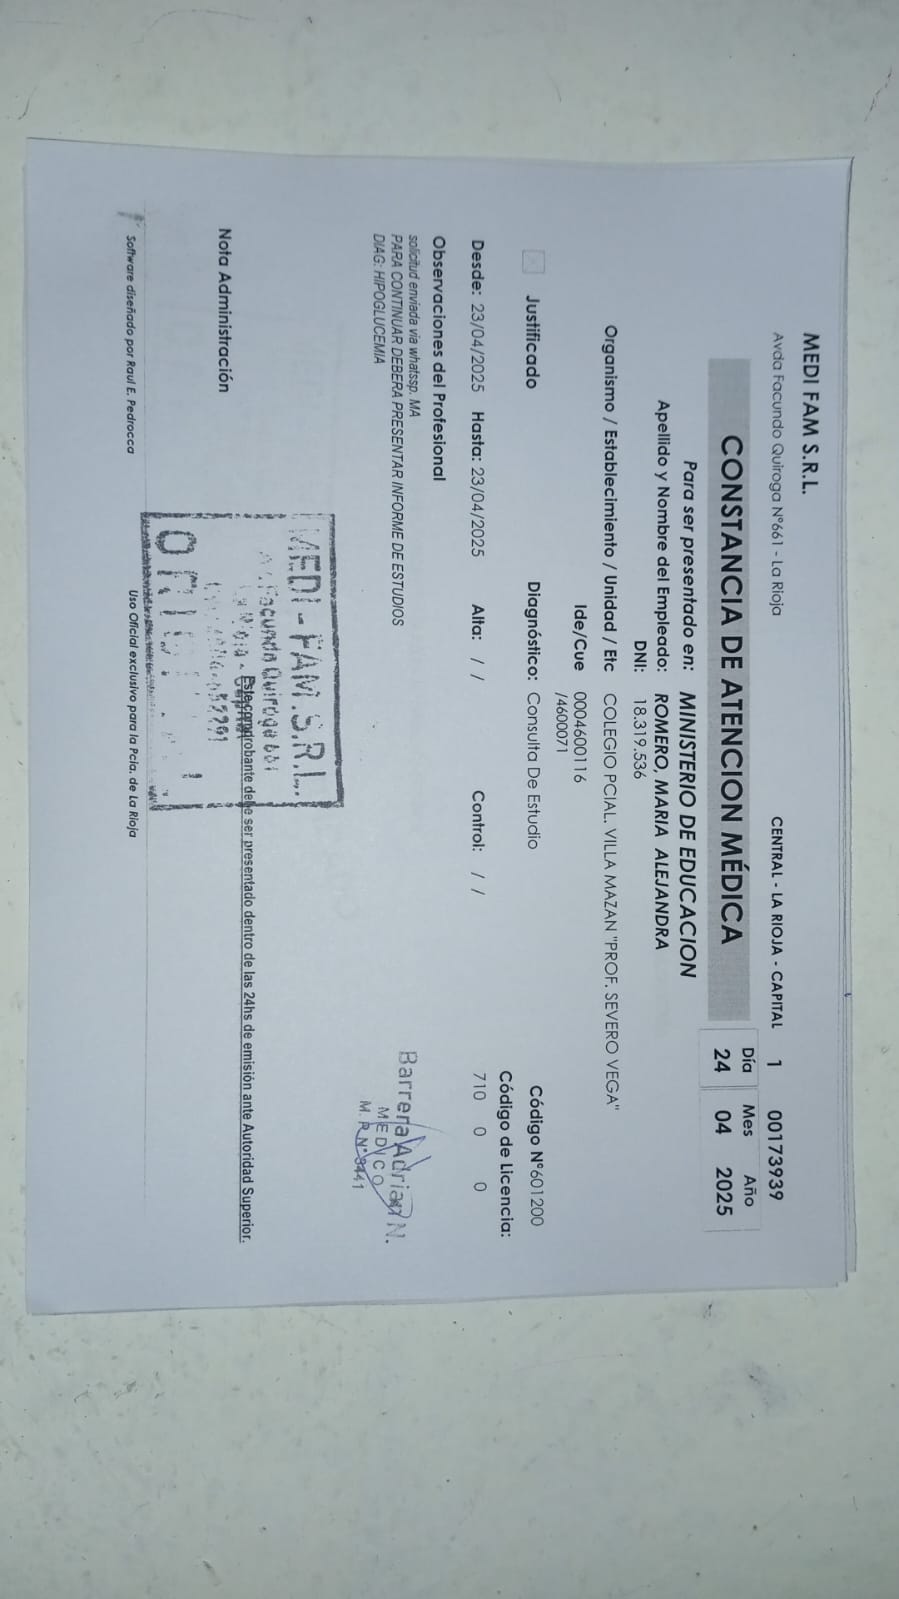 MEDI FAM S.R.L.
Avda Facundo Quiroga N°661 - La Rioja
CENTRAL - LA RIOJA - CAPITAL 1 00173939
CONSTANCIA DE ATENCION MÉDICA
Día Mes Año
24 04 2025
Para ser presentado en: MINISTERIO DE EDUCACION
Apellido y Nombre del Empleado: ROMERO, MARIA ALEJANDRA
DNI: 18.319.536
Organismo / Establecimiento / Unidad / Etc COLEGIO PCIAL. VILLA MAZAN "PROF. SEVERO VEGA"
Ide/Cue 0004600116
/4600071
Justificado Diagnóstico: Consulta De Estudio Código N°601200
Código de Licencia:
Desde: 23/04/2025 Hasta: 23/04/2025 Alta: / / Control: / / 710 0 0
Observaciones del Profesional
solicitud enviada via whatssp. MA
PARA CONTINUAR DEBERA PRESENTAR INFORME DE ESTUDIOS
DIAG: HIPOGLUCEMIA
Barrera Adrian N.
MEDICO
M.P.N°3441
MEDI-FAM.S.R.L.
Facundo Quiroga 661
Este comprobante debe ser presentado dentro de las 24hs de emisión ante Autoridad Superior.
Nota Administración
Software diseñado por Raul E. Pedrocca
Uso Oficial exclusivo para la Pcia. de La Rioja